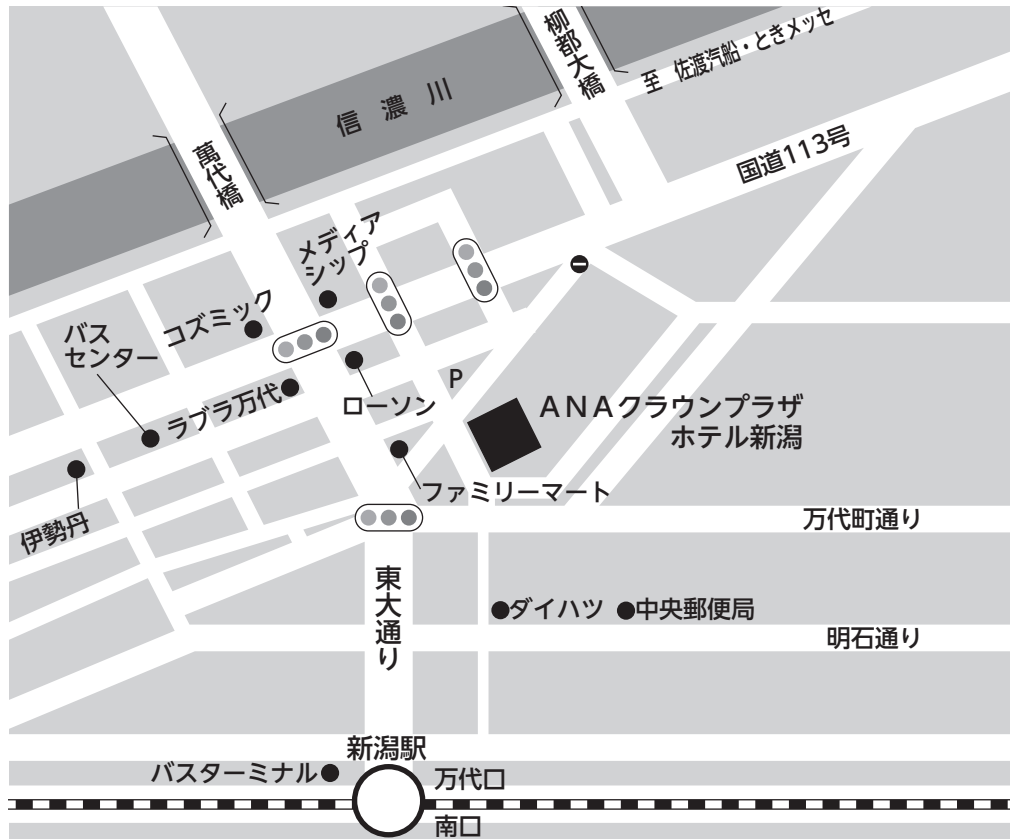 柳都大橋
至 佐渡汽船・ときメッセ
信濃川
国道113号
萬代橋
メディア
シップ
コズミック
バス
センター
ラブラ万代
ローソン
P
ANAクラウンプラザ
ホテル新潟
ファミリーマート
伊勢丹
万代町通り
東大通り
ダイハツ
中央郵便局
明石通り
新潟駅
バスターミナル
万代口
南口